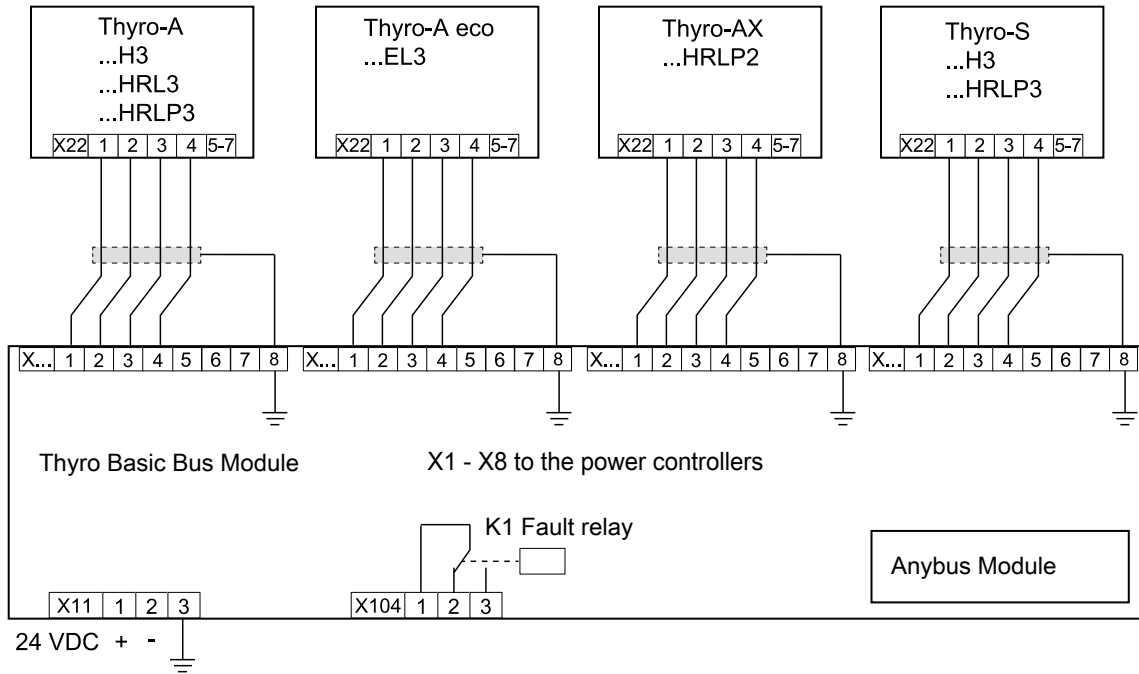 Thyro-A
...H3
...HRL3
...HRLP3
X22 1 2 3 4 5-7
Thyro-A eco
...EL3
X22 1 2 3 4 5-7
Thyro-AX
...HRLP2
X22 1 2 3 4 5-7
Thyro-S
...H3
...HRLP3
X22 1 2 3 4 5-7
X... 1 2 3 4 5 6 7 8
X... 1 2 3 4 5 6 7 8
X... 1 2 3 4 5 6 7 8
X... 1 2 3 4 5 6 7 8
Thyro Basic Bus Module
X1 - X8 to the power controllers
K1 Fault relay
Anybus Module
X11 1 2 3
X104 1 2 3
24 VDC + -